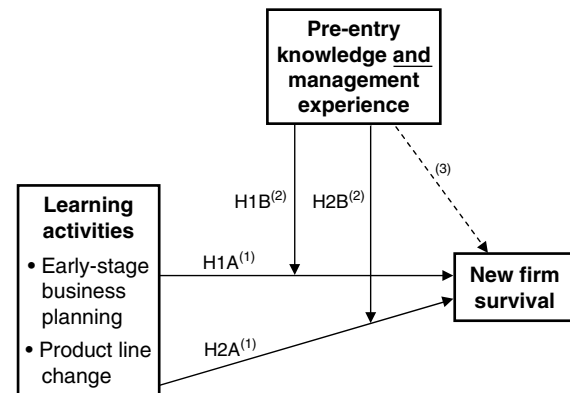 Pre-entry
knowledge and
management
experience
(3)
H1B(2)
H2B(2)
Learning
activities
• Early-stage
business
planning
• Product line
change
H1A(1)
H2A(1)
New firm
survival